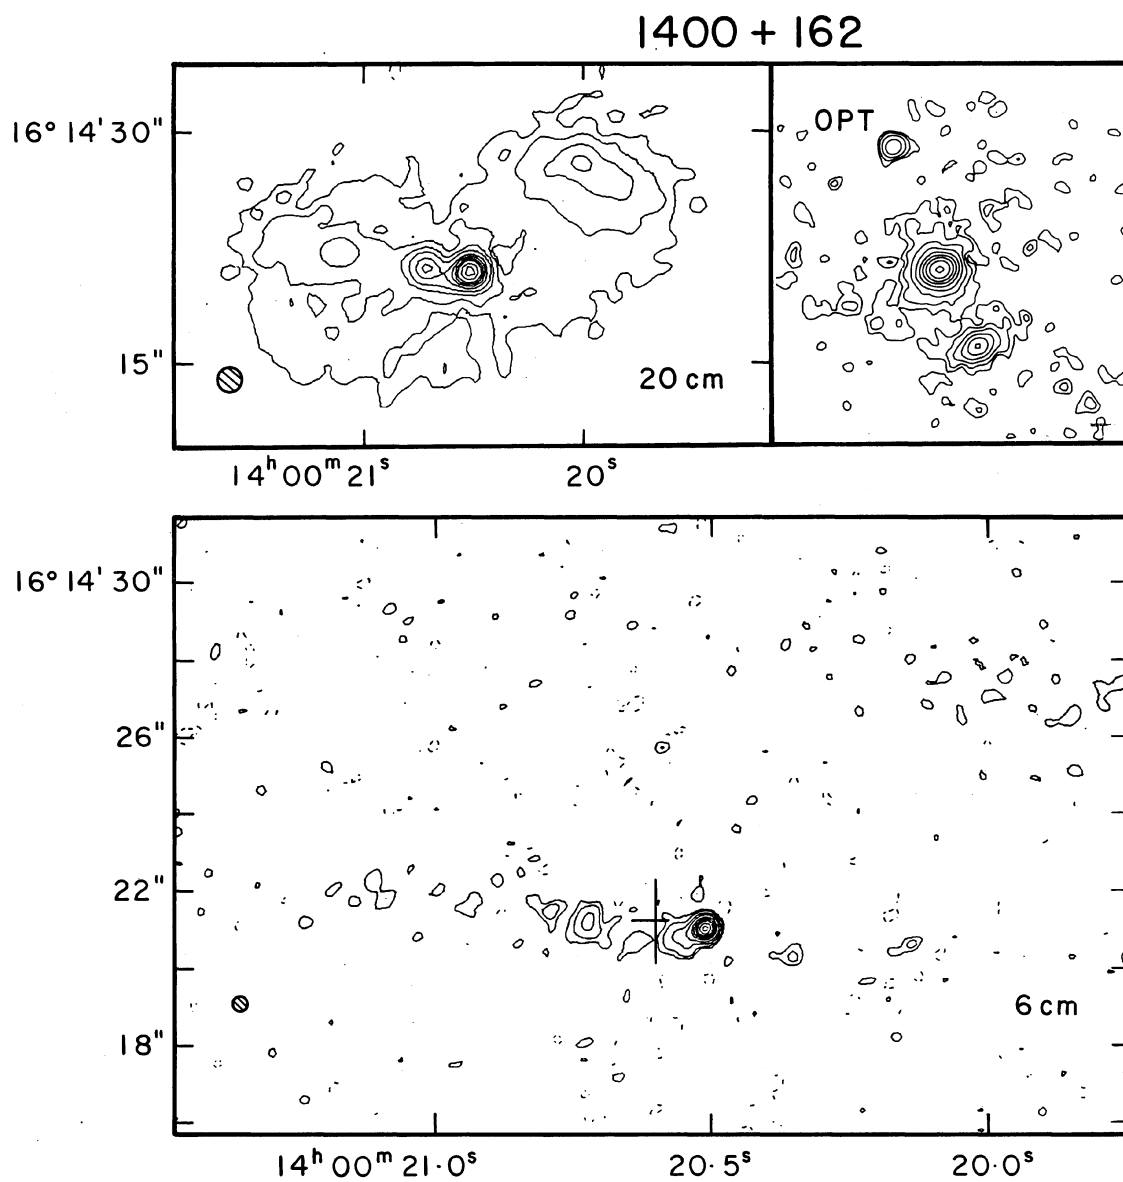 1400 + 162
16° 14' 30"
OPT
15"
20 cm
14ʰ 00ᵐ 21ˢ
20ˢ
16° 14' 30"
26"
22"
18"
6 cm
14ʰ 00ᵐ 21·0ˢ
20·5ˢ
20·0ˢ